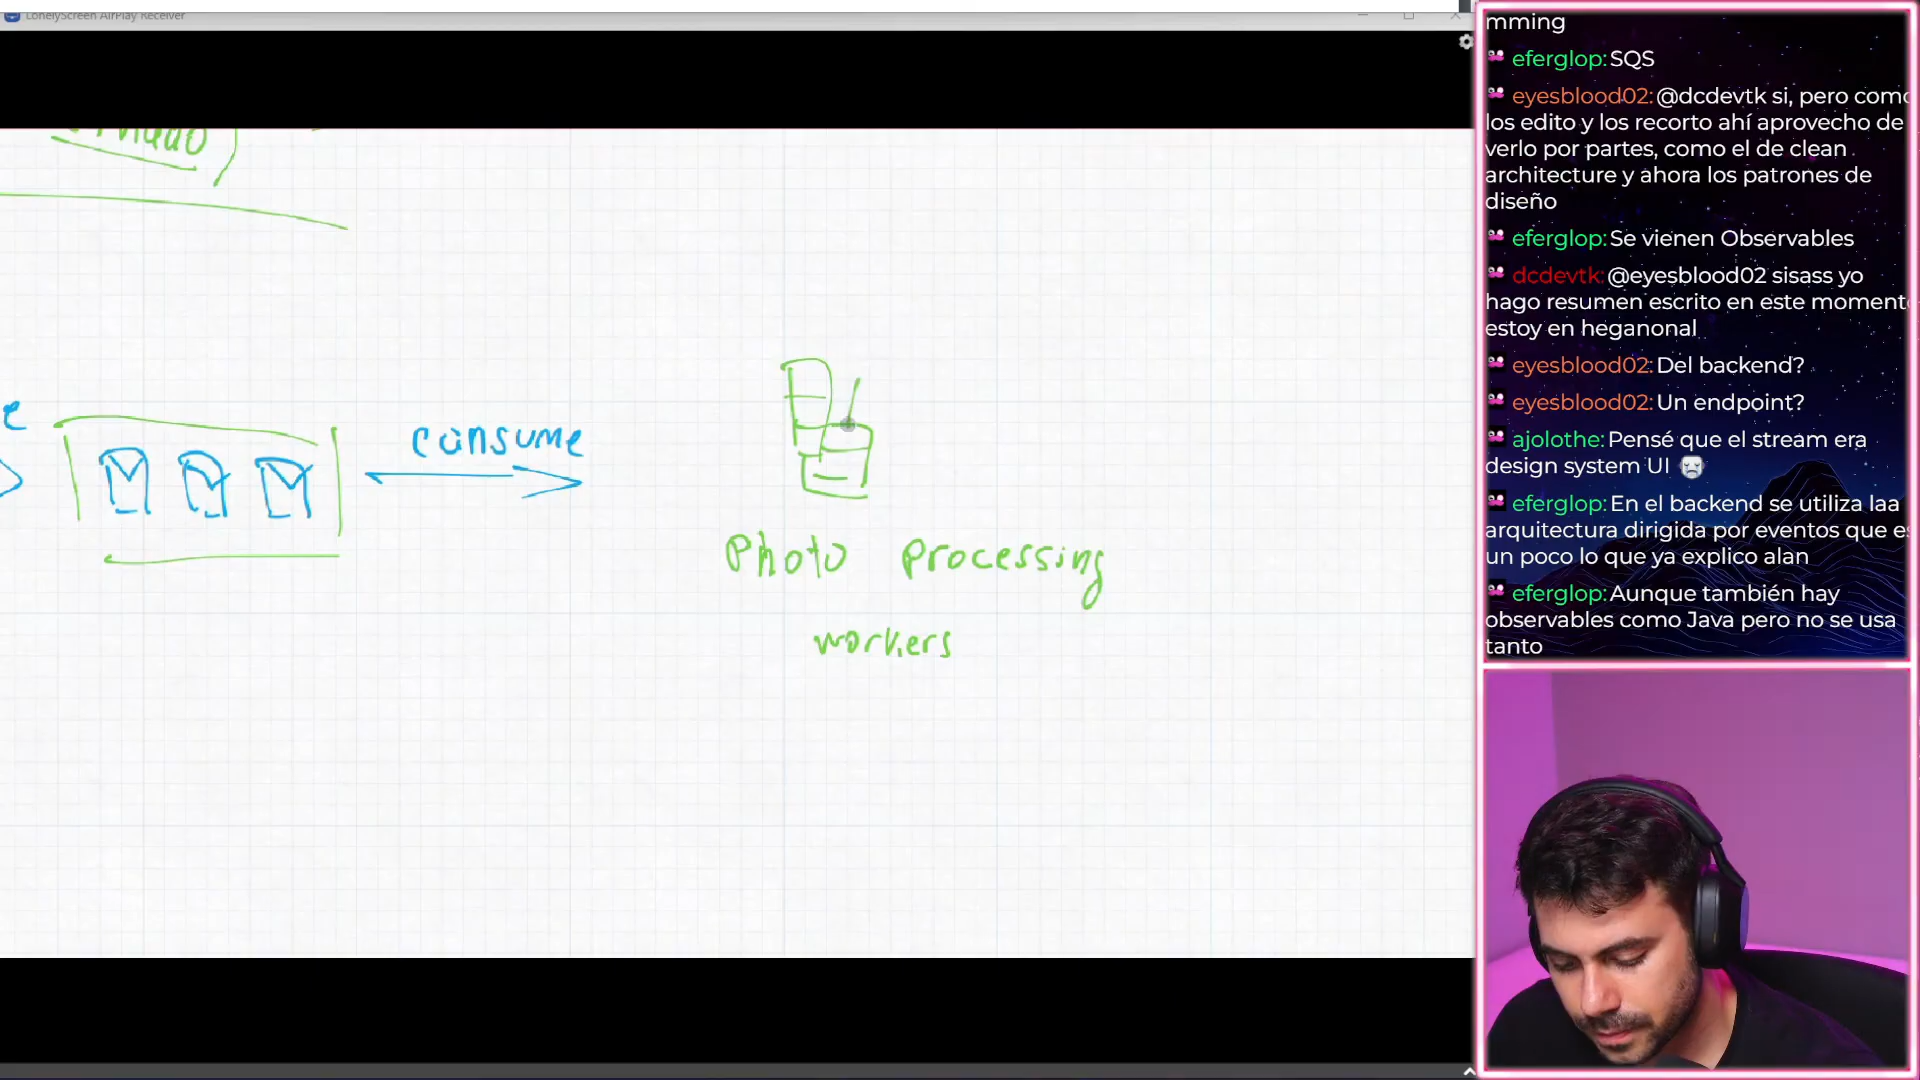 LonelyScreen AirPlay Receiver
e
consume
Photo Processing
workers
mming
eferglop: SQS
eyesblood02: @dcdevtk si, pero como
los edito y los recorto ahí aprovecho de
verlo por partes, como el de clean
architecture y ahora los patrones de
diseño
eferglop: Se vienen Observables
dcdevtk: @eyesblood02 sisass yo
hago resumen escrito en este momento
estoy en heganonal
eyesblood02: Del backend?
eyesblood02: Un endpoint?
ajolothe: Pensé que el stream era
design system UI
eferglop: En el backend se utiliza laa
arquitectura dirigida por eventos que es
un poco lo que ya explico alan
eferglop: Aunque también hay
observables como Java pero no se usa
tanto